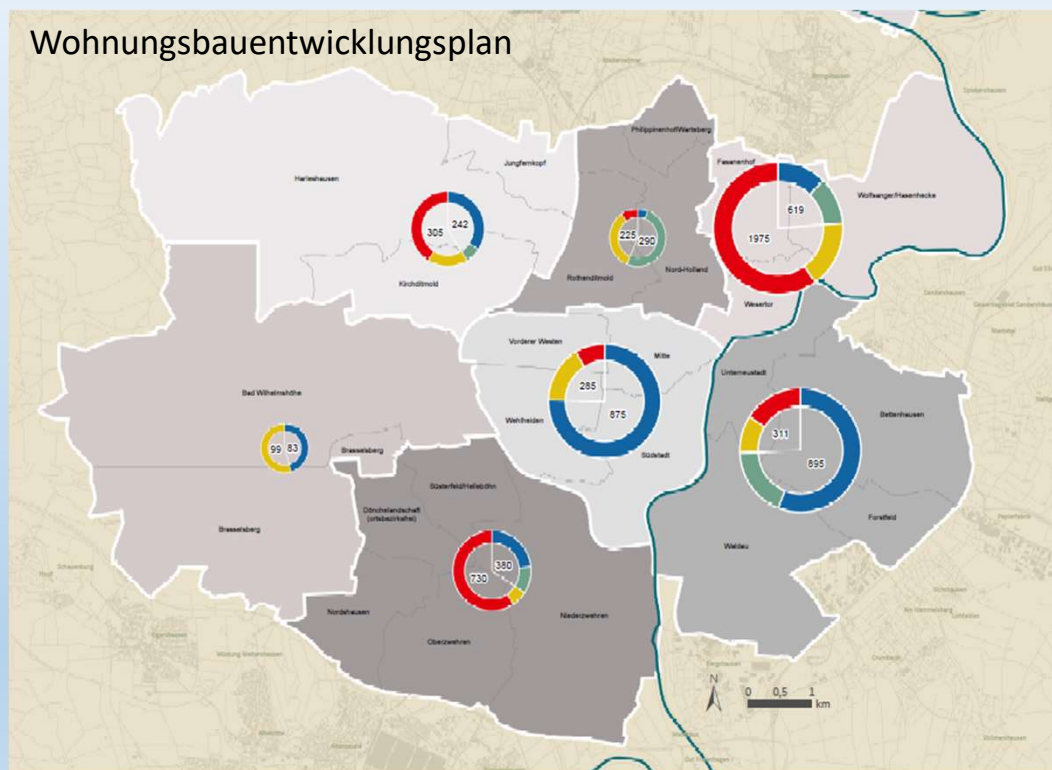 Wohnungsbauentwicklungsplan
Philippinenhof/Warteberg
Jungfernkopf
Fasanenhof
Harleshausen
Wolfsanger/Hasenhecke
242
305
619
1975
225
290
Kirchditmold
Rothenditmold
Nord-Holland
Wesertor
Vorderer Westen
Mitte
Unterneustadt
285
Bad Wilhelmshöhe
875
Bettenhausen
Wehlheiden
311
99
83
Brasselsberg
Südstadt
895
Süsterfeld/Helleböhn
Dönchelandschaft
(ortsbezirkefrei)
Forstfeld
Brasselsberg
Waldau
380
730
Nordshausen
Niederzwehren
Oberzwehren
N
0 0,5 1
km